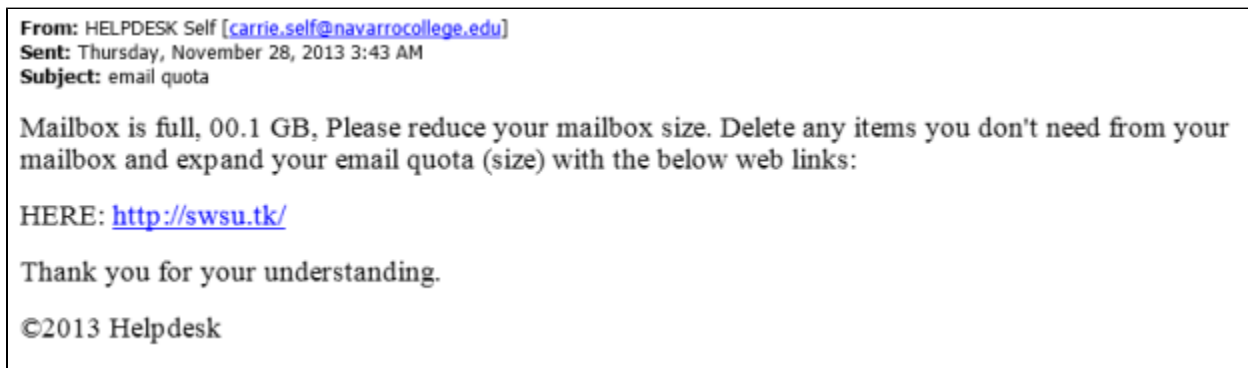 From: HELPDESK Self [carrie.self@navarrocollege.edu]
Sent: Thursday, November 28, 2013 3:43 AM
Subject: email quota
Mailbox is full, 00.1 GB, Please reduce your mailbox size. Delete any items you don't need from your
mailbox and expand your email quota (size) with the below web links:
HERE: http://swsu.tk/
Thank you for your understanding.
©2013 Helpdesk